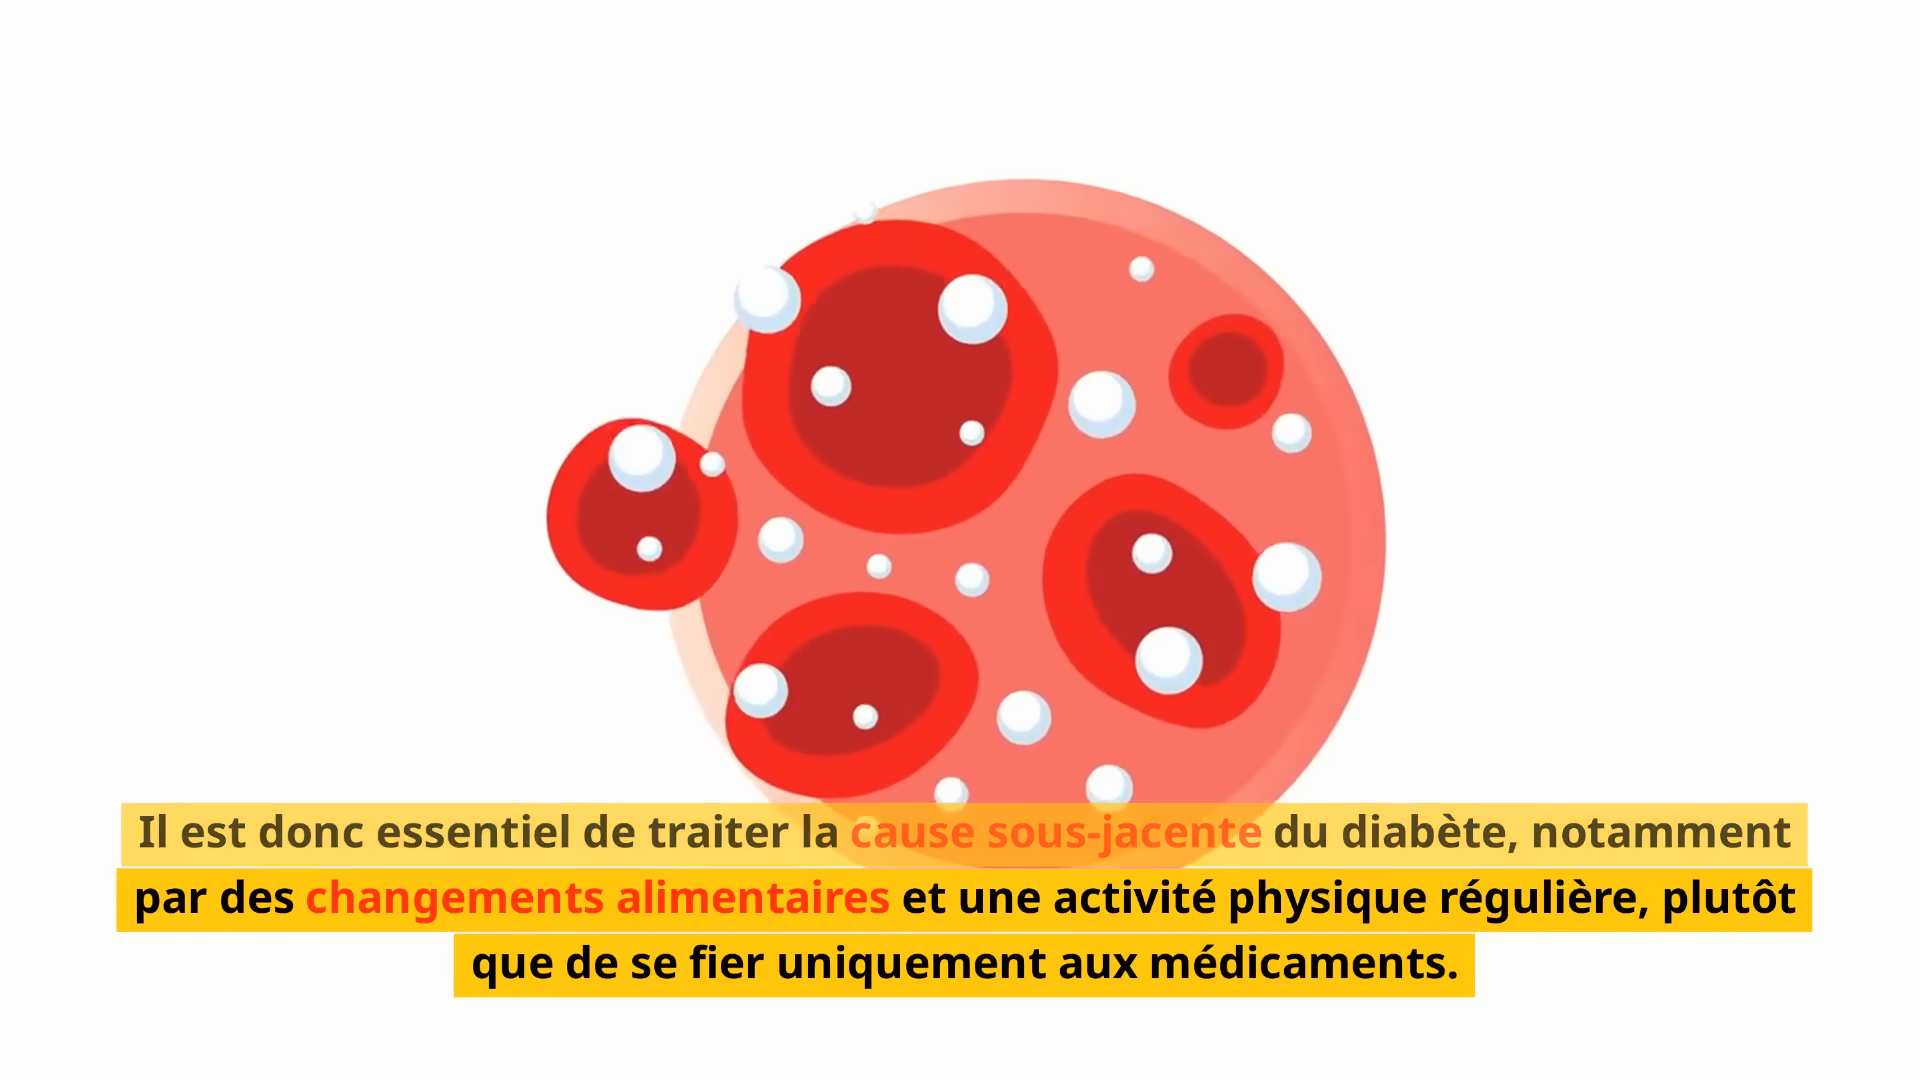 Il est donc essentiel de traiter la cause sous-jacente du diabète, notamment
par des changements alimentaires et une activité physique régulière, plutôt
que de se fier uniquement aux médicaments.